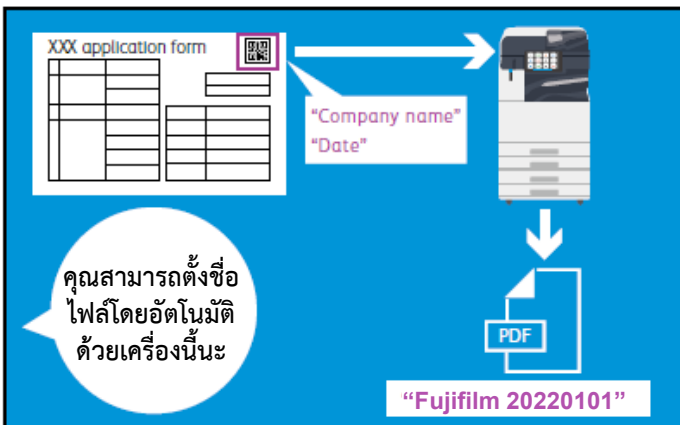 XXX application form
"Company name"
"Date"
คุณสามารถตั้งชื่อ
ไฟล์โดยอัตโนมัติ
ด้วยเครื่องนี้นะ
PDF
"Fujifilm 20220101"